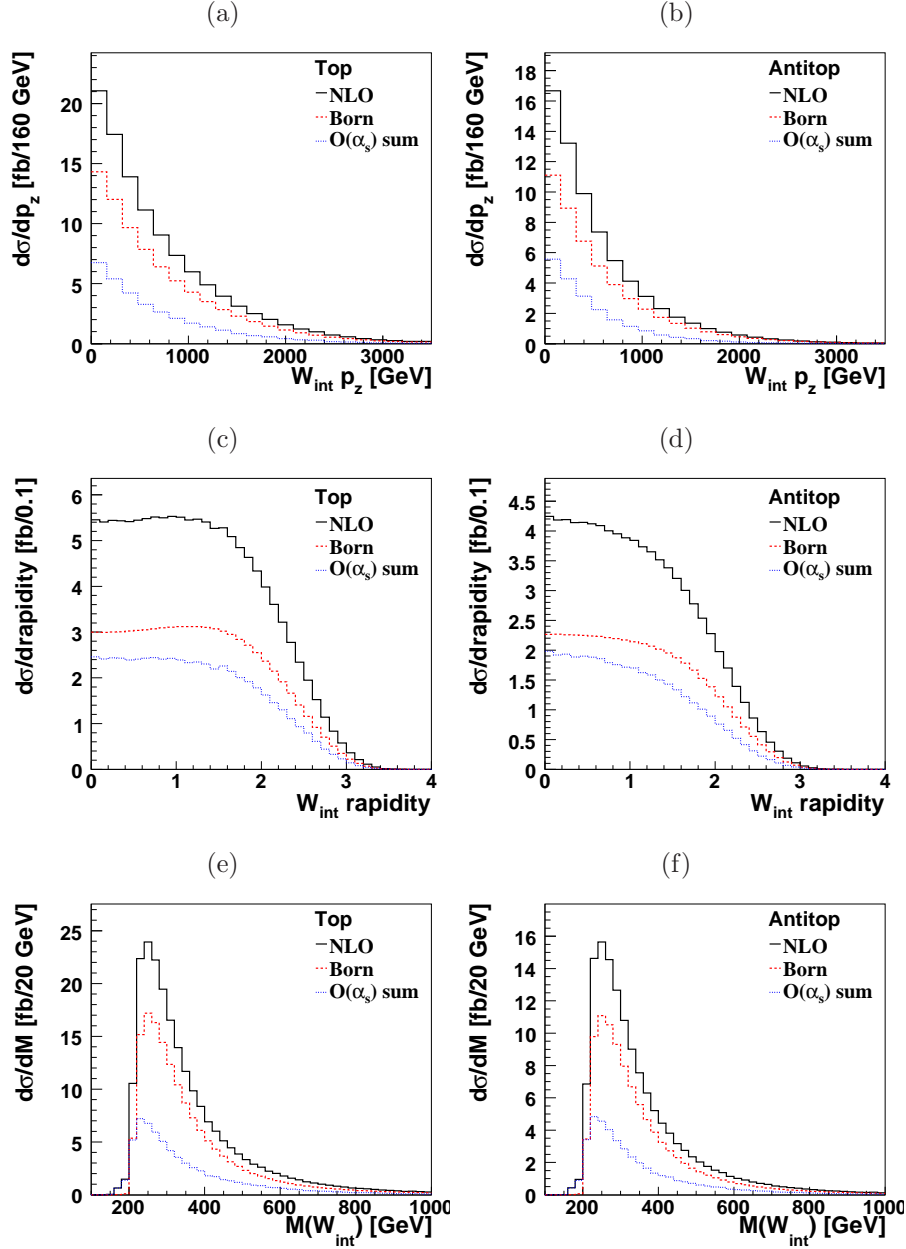 (a)
dσ/dp_z [fb/160 GeV]
Top
NLO
Born
O(α_s) sum
20
15
10
5
0
0 1000 2000 3000
W_int p_z [GeV]
(b)
dσ/dp_z [fb/160 GeV]
Antitop
NLO
Born
O(α_s) sum
18
16
14
12
10
8
6
4
2
0
0 1000 2000 3000
W_int p_z [GeV]
(c)
dσ/drapidity [fb/0.1]
Top
NLO
Born
O(α_s) sum
6
5
4
3
2
1
0
0 1 2 3 4
W_int rapidity
(d)
dσ/drapidity [fb/0.1]
Antitop
NLO
Born
O(α_s) sum
4.5
4
3.5
3
2.5
2
1.5
1
0.5
0
0 1 2 3 4
W_int rapidity
(e)
dσ/dM [fb/20 GeV]
Top
NLO
Born
O(α_s) sum
25
20
15
10
5
0
200 400 600 800 1000
M(W_int) [GeV]
(f)
dσ/dM [fb/20 GeV]
Antitop
NLO
Born
O(α_s) sum
16
14
12
10
8
6
4
2
0
200 400 600 800 1000
M(W_int) [GeV]